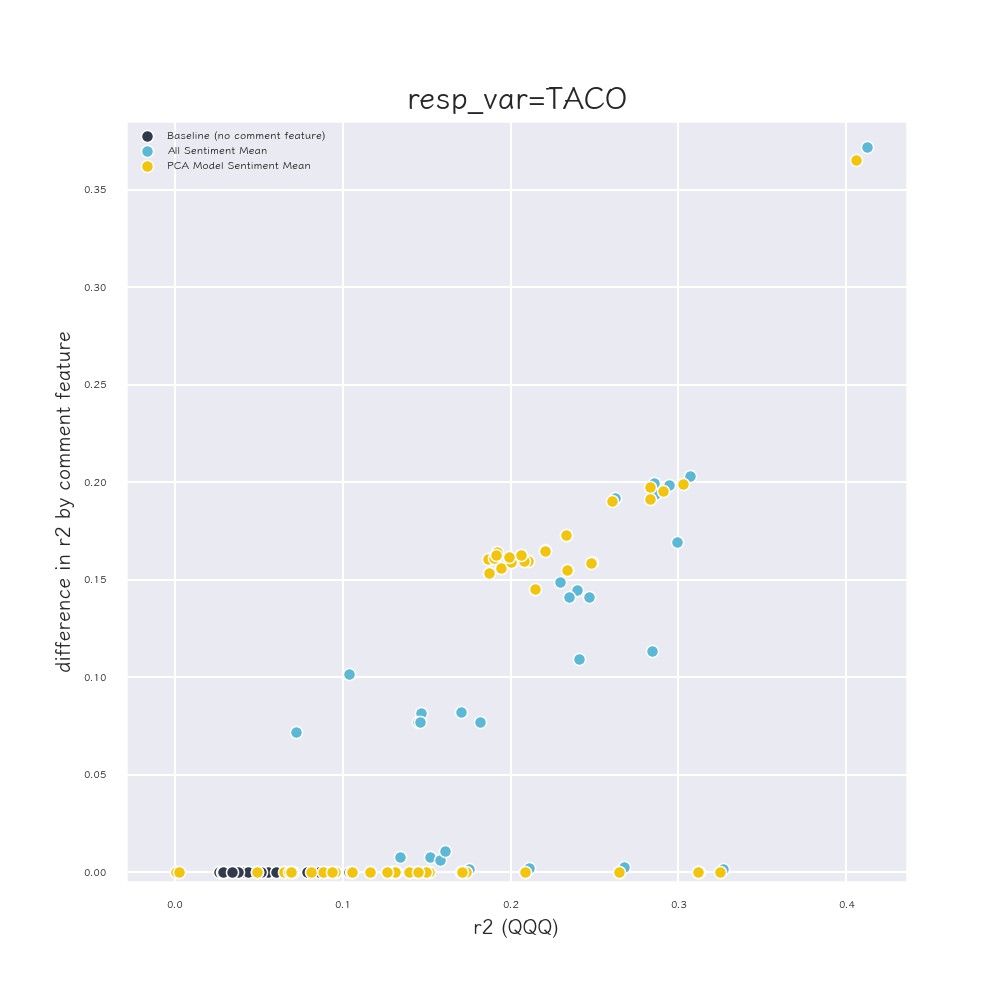 resp_var=TACO
Baseline (no comment feature)
All Sentiment Mean
PCA Model Sentiment Mean
0.35
0.30
0.25
0.20
0.15
0.10
0.05
0.00
difference in r2 by comment feature
0.0 0.1 0.2 0.3 0.4
r2 (QQQ)